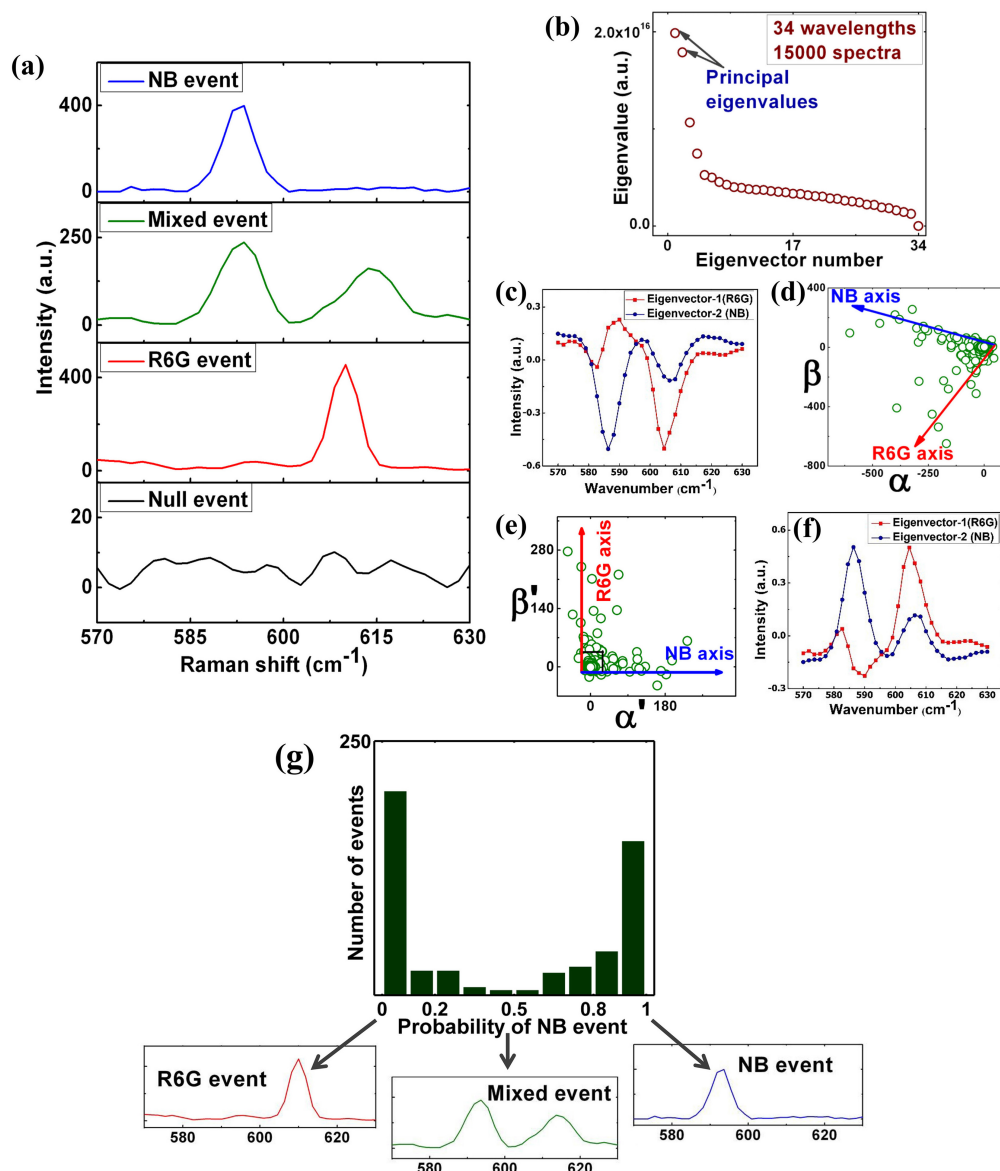 (a)
NB event
400
0
Mixed event
250
0
R6G event
400
0
Null event
20
0
Intensity (a.u.)
570 585 600 615 630
Raman shift (cm-1)
(b)
2.0x10^16
0.0
34 wavelengths
15000 spectra
Principal
eigenvalues
Eigenvalue (a.u.)
0 17 34
Eigenvector number
(c)
Eigenvector-1(R6G)
Eigenvector-2 (NB)
0.3
0.0
-0.3
-0.6
Intensity (a.u.)
570 580 590 600 610 620 630
Wavenumber (cm-1)
(d)
400
0
-400
-800
NB axis
β
R6G axis
-500 -250 0
α
(e)
280
140
0
β'
R6G axis
NB axis
0 180
α'
(f)
Eigenvector-1(R6G)
Eigenvector-2 (NB)
0.5
0.0
-0.3
Intensity (a.u.)
570 580 590 600 610 620 630
Wavenumber (cm-1)
(g)
250
Number of events
0 0.2 0.5 0.8 1
Probability of NB event
R6G event
580 600 620
Mixed event
580 600 620
NB event
580 600 620